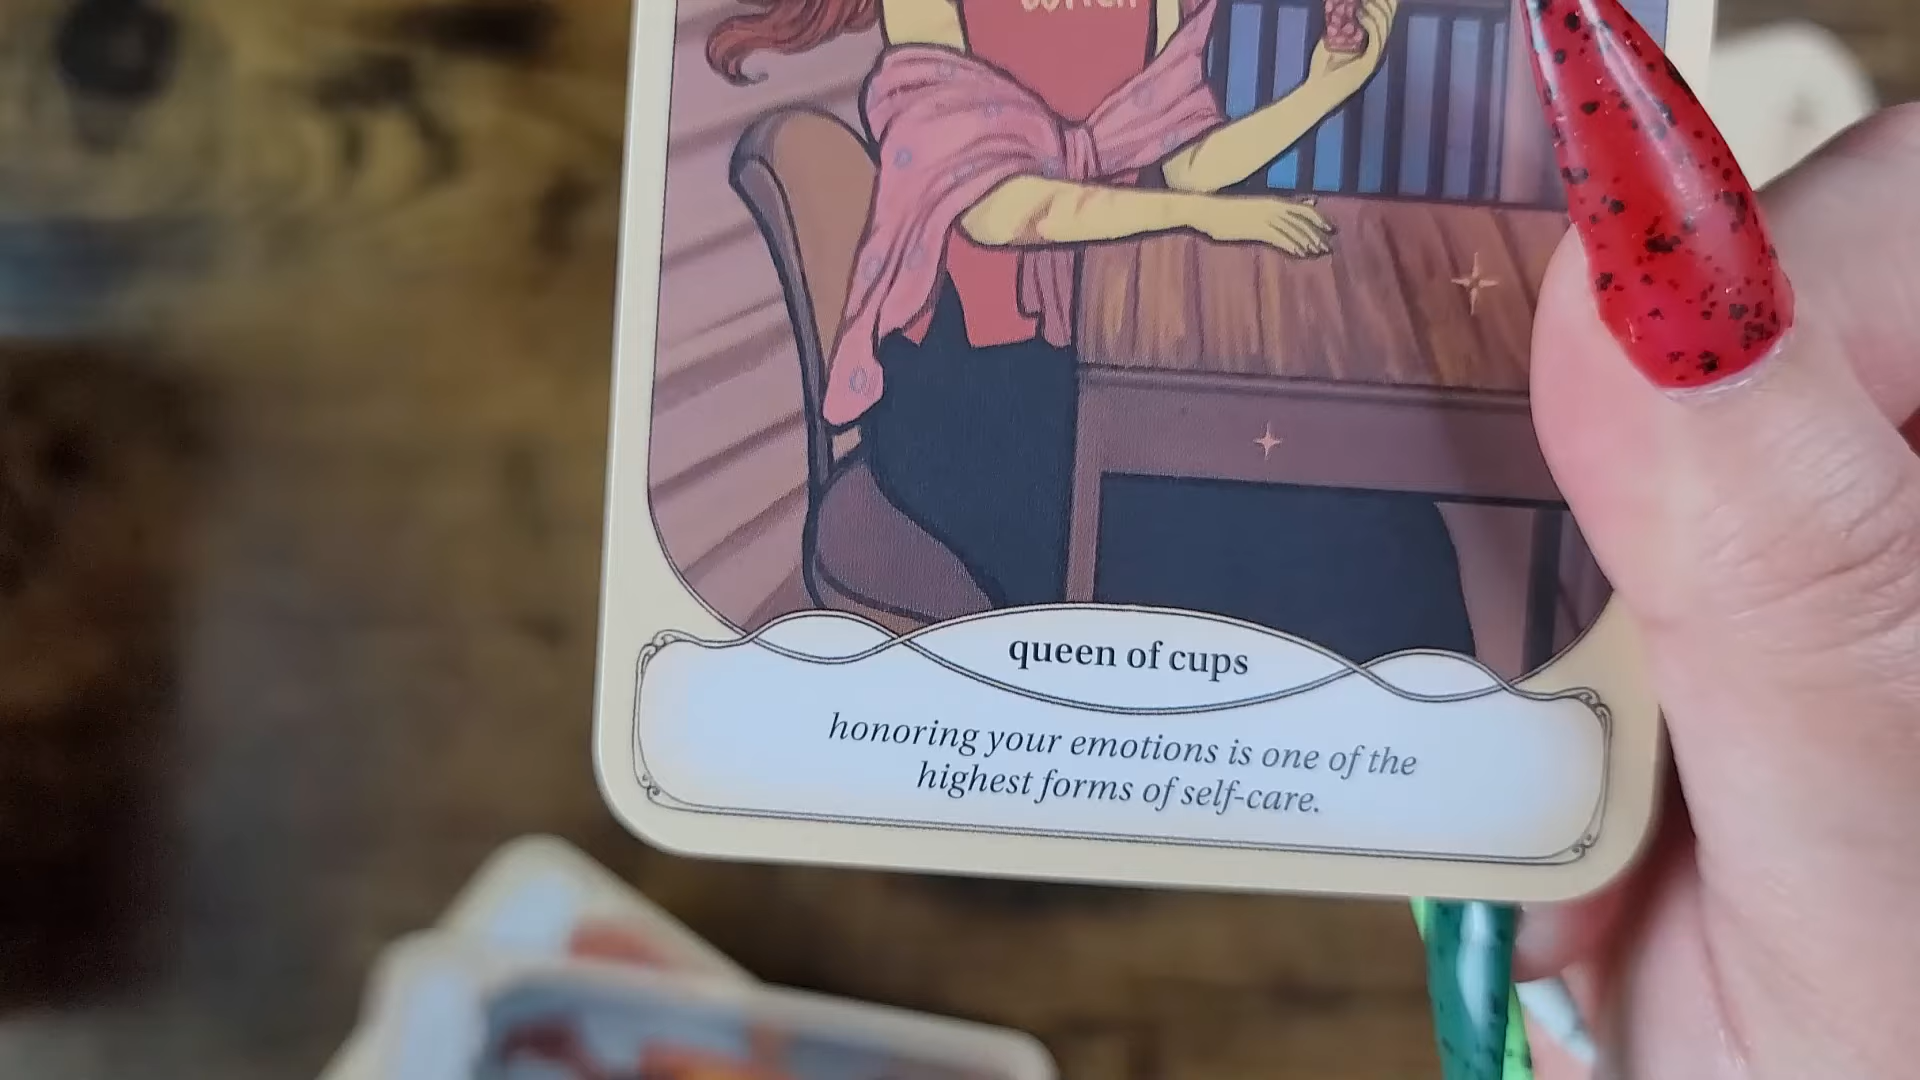 queen of cups
honoring your emotions is one of the
highest forms of self-care.